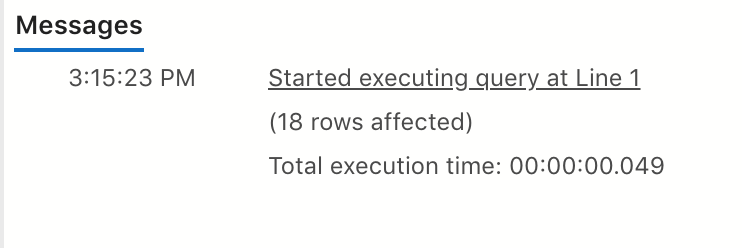 Messages
3:15:23 PM Started executing query at Line 1
(18 rows affected)
Total execution time: 00:00:00.049